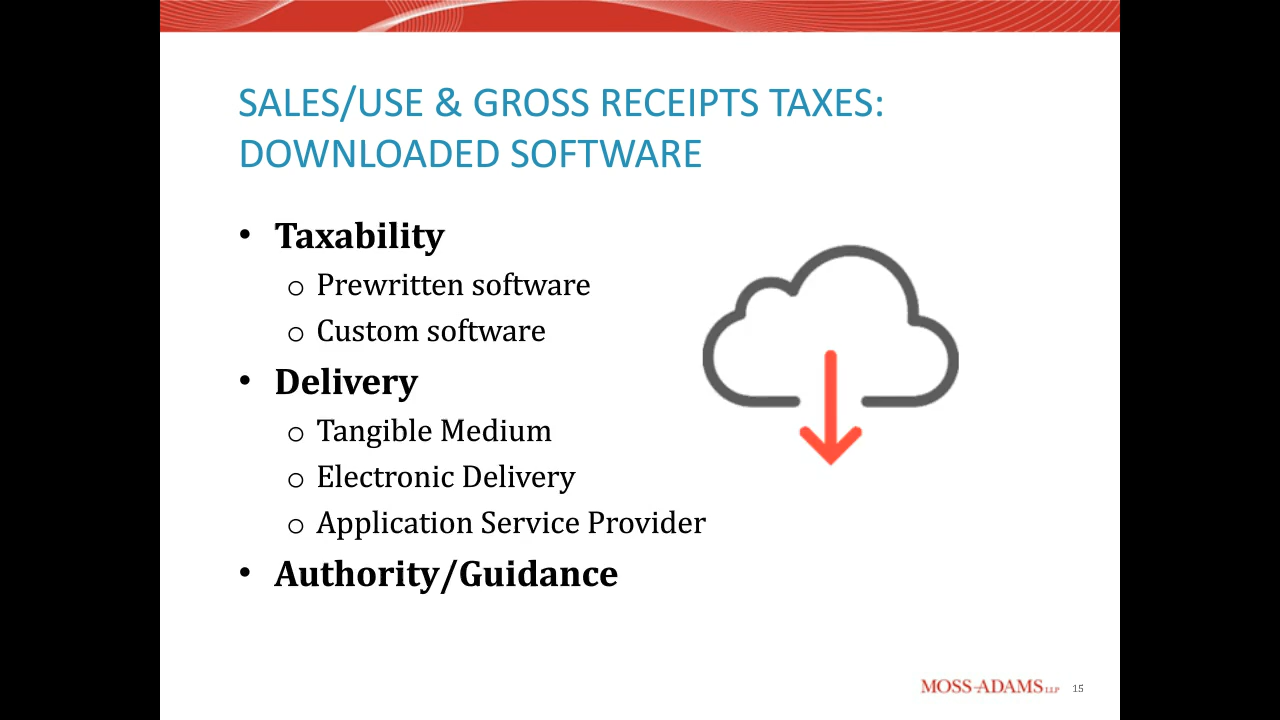 SALES/USE & GROSS RECEIPTS TAXES:
DOWNLOADED SOFTWARE
• Taxability
o Prewritten software
o Custom software
• Delivery
o Tangible Medium
o Electronic Delivery
o Application Service Provider
• Authority/Guidance
MOSS-ADAMS LLP 15